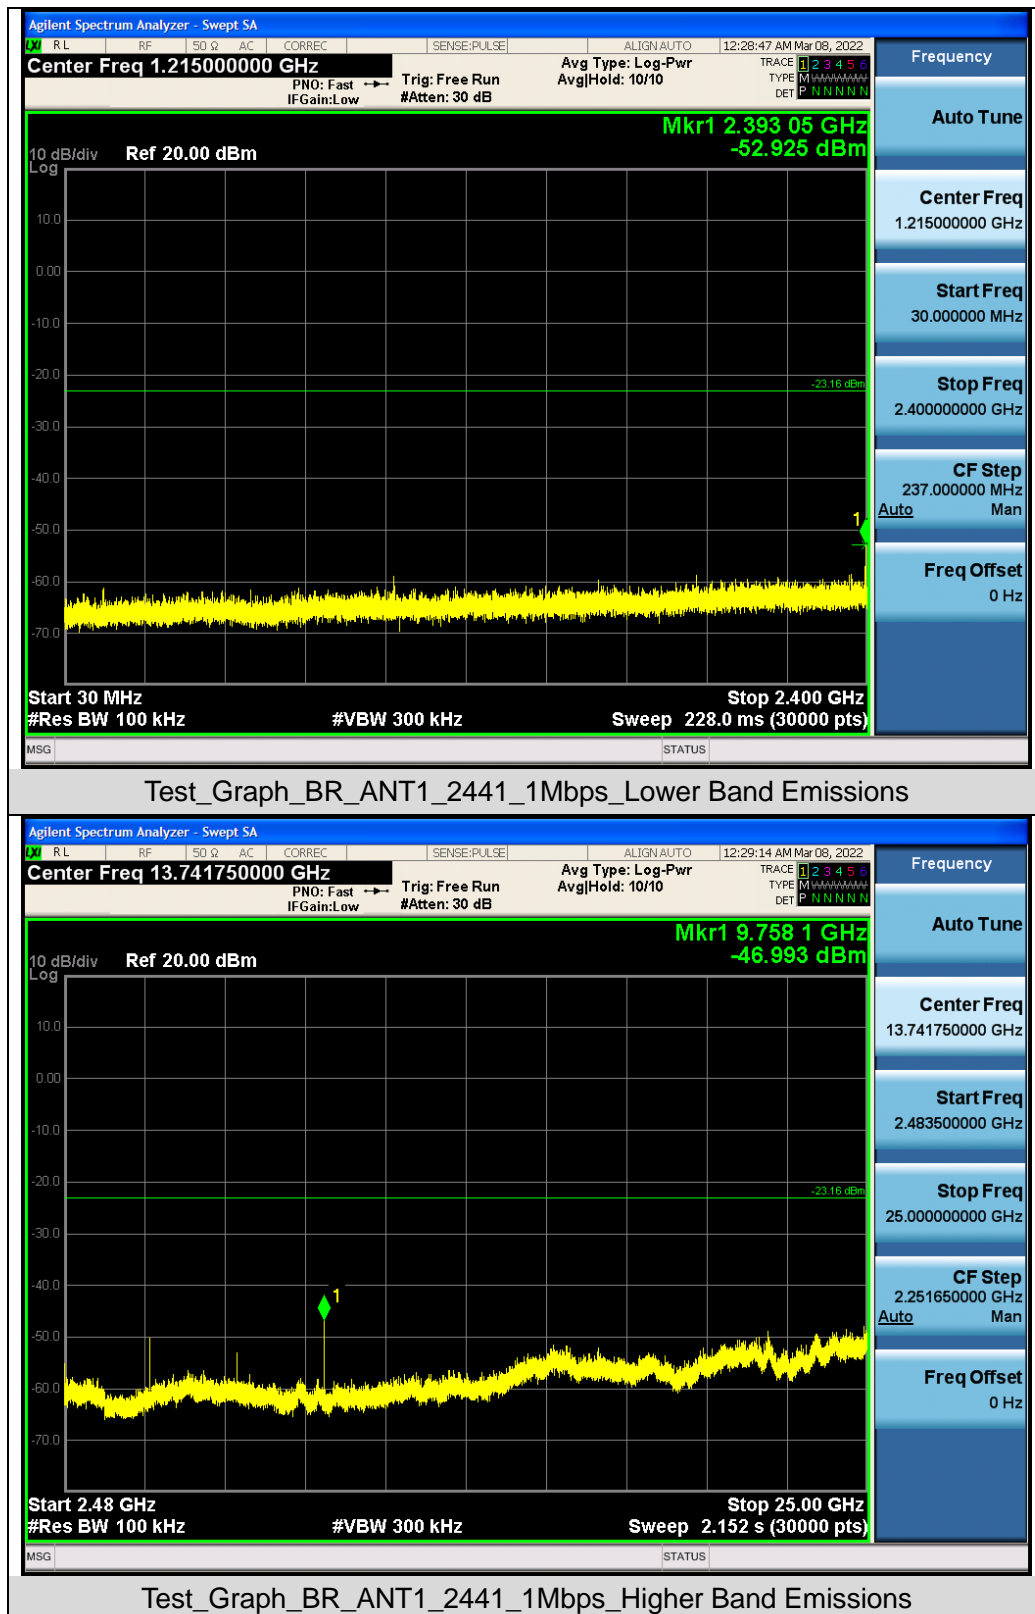 Agilent Spectrum Analyzer - Swept SA
LXI RL RF 50 Ω AC CORREC SENSE:PULSE ALIGN AUTO 12:28:47 AM Mar 08, 2022
Center Freq 1.215000000 GHz
PNO: Fast
IFGain:Low
Trig: Free Run
#Atten: 30 dB
Avg Type: Log-Pwr
Avg|Hold: 10/10
TRACE 1 2 3 4 5 6
TYPE M
DET P N N N N N
Mkr1 2.393 05 GHz
-52.925 dBm
10 dB/div
Log
Ref 20.00 dBm
10.0
0.00
-10.0
-20.0
-23.16 dBm
-30.0
-40.0
-50.0
1
-60.0
-70.0
Start 30 MHz
Stop 2.400 GHz
#Res BW 100 kHz
#VBW 300 kHz
Sweep 228.0 ms (30000 pts)
MSG
STATUS
Frequency
Auto Tune
Center Freq
1.215000000 GHz
Start Freq
30.000000 MHz
Stop Freq
2.400000000 GHz
CF Step
237.000000 MHz
Auto Man
Freq Offset
0 Hz
Test_Graph_BR_ANT1_2441_1Mbps_Lower Band Emissions
Agilent Spectrum Analyzer - Swept SA
LXI RL RF 50 Ω AC CORREC SENSE:PULSE ALIGN AUTO 12:29:14 AM Mar 08, 2022
Center Freq 13.741750000 GHz
PNO: Fast
IFGain:Low
Trig: Free Run
#Atten: 30 dB
Avg Type: Log-Pwr
Avg|Hold: 10/10
TRACE 1 2 3 4 5 6
TYPE M
DET P N N N N N
Mkr1 9.758 1 GHz
-46.993 dBm
10 dB/div
Log
Ref 20.00 dBm
10.0
0.00
-10.0
-20.0
-23.16 dBm
-30.0
-40.0
1
-50.0
-60.0
-70.0
Start 2.48 GHz
Stop 25.00 GHz
#Res BW 100 kHz
#VBW 300 kHz
Sweep 2.152 s (30000 pts)
MSG
STATUS
Frequency
Auto Tune
Center Freq
13.741750000 GHz
Start Freq
2.483500000 GHz
Stop Freq
25.000000000 GHz
CF Step
2.251650000 GHz
Auto Man
Freq Offset
0 Hz
Test_Graph_BR_ANT1_2441_1Mbps_Higher Band Emissions